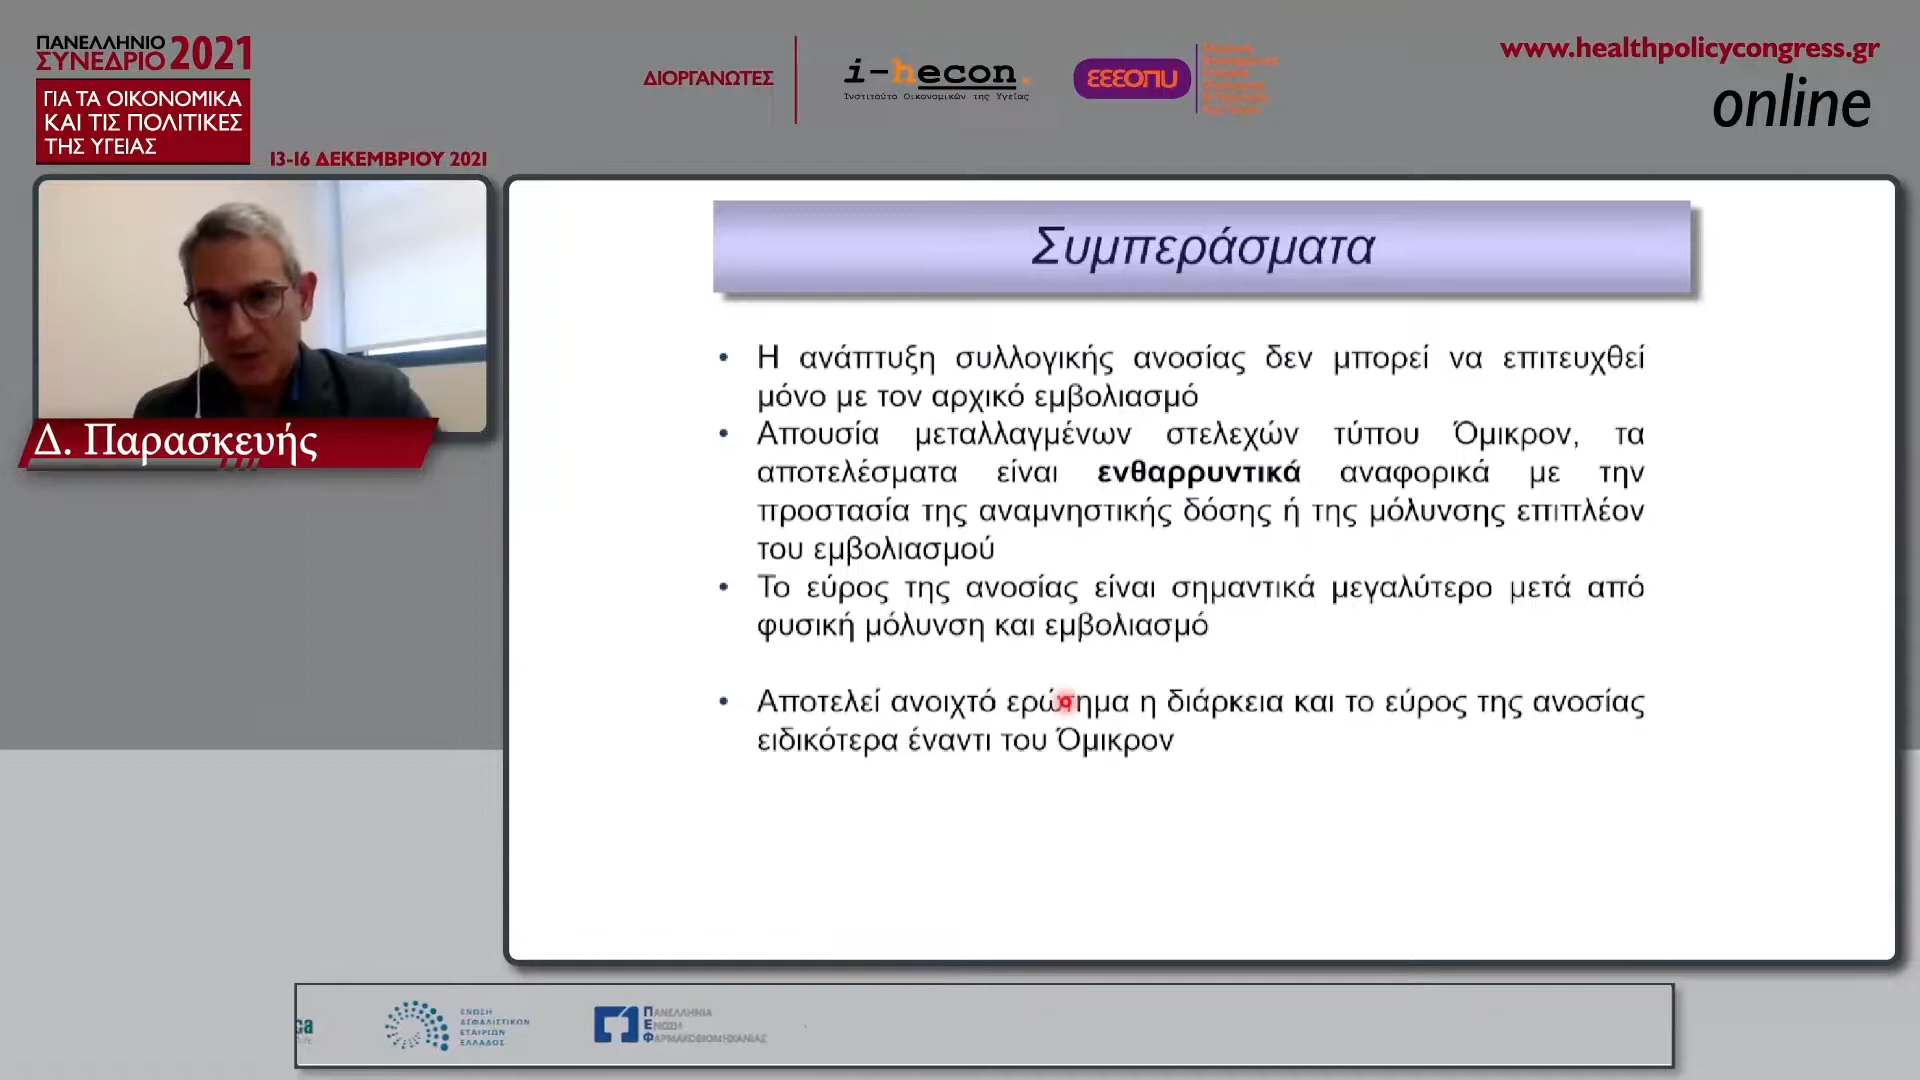 ΠΑΝΕΛΛΗΝΙΟ
ΣΥΝΕΔΡΙΟ 2021
ΓΙΑ ΤΑ ΟΙΚΟΝΟΜΙΚΑ
ΚΑΙ ΤΙΣ ΠΟΛΙΤΙΚΕΣ
ΤΗΣ ΥΓΕΙΑΣ
13-16 ΔΕΚΕΜΒΡΙΟΥ 2021
ΔΙΟΡΓΑΝΩΤΕΣ
i-hecon.
Ινστιτούτο Οικονομικών της Υγείας
ΕΕΕΟΠΥ
www.healthpolicycongress.gr
online
Δ. Παρασκευής
Συμπεράσματα
• Η ανάπτυξη συλλογικής ανοσίας δεν μπορεί να επιτευχθεί
μόνο με τον αρχικό εμβολιασμό
• Απουσία μεταλλαγμένων στελεχών τύπου Όμικρον, τα
αποτελέσματα είναι ενθαρρυντικά αναφορικά με την
προστασία της αναμνηστικής δόσης ή της μόλυνσης επιπλέον
του εμβολιασμού
• Το εύρος της ανοσίας είναι σημαντικά μεγαλύτερο μετά από
φυσική μόλυνση και εμβολιασμό
• Αποτελεί ανοιχτό ερώτημα η διάρκεια και το εύρος της ανοσίας
ειδικότερα έναντι του Όμικρον
ga
ΕΝΩΣΗ
ΑΣΦΑΛΙΣΤΙΚΩΝ
ΕΤΑΙΡΙΩΝ
ΕΛΛΑΔΟΣ
ΠΑΝΕΛΛΗΝΙΑ
ΕΝΩΣΗ
ΦΑΡΜΑΚΟΒΙΟΜΗΧΑΝΙΑΣ